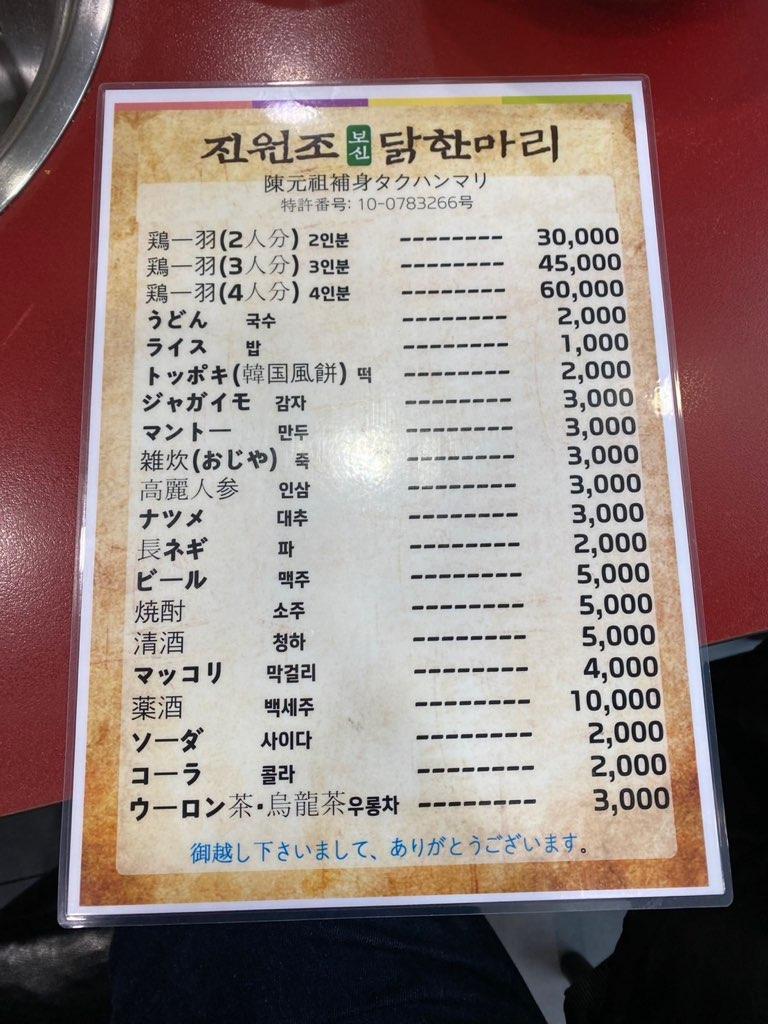 진원조 보신 닭한마리
陳元祖補身タクハンマリ
特許番号: 10-0783266号
鶏一羽(2人分) 2인분 -------- 30,000
鶏一羽(3人分) 3인분 -------- 45,000
鶏一羽(4人分) 4인분 -------- 60,000
うどん 국수 -------- 2,000
ライス 밥 -------- 1,000
トッポキ(韓国風餅) 떡 -------- 2,000
ジャガイモ 감자 -------- 3,000
マントー 만두 -------- 3,000
雑炊(おじや) 죽 -------- 3,000
高麗人参 인삼 -------- 3,000
ナツメ 대추 -------- 3,000
長ネギ 파 -------- 2,000
ビール 맥주 -------- 5,000
焼酎 소주 -------- 5,000
清酒 청하 -------- 5,000
マッコリ 막걸리 -------- 4,000
薬酒 백세주 -------- 10,000
ソーダ 사이다 -------- 2,000
コーラ 콜라 -------- 2,000
ウーロン茶・烏龍茶우롱차 -------- 3,000
御越し下さいまして、ありがとうございます。